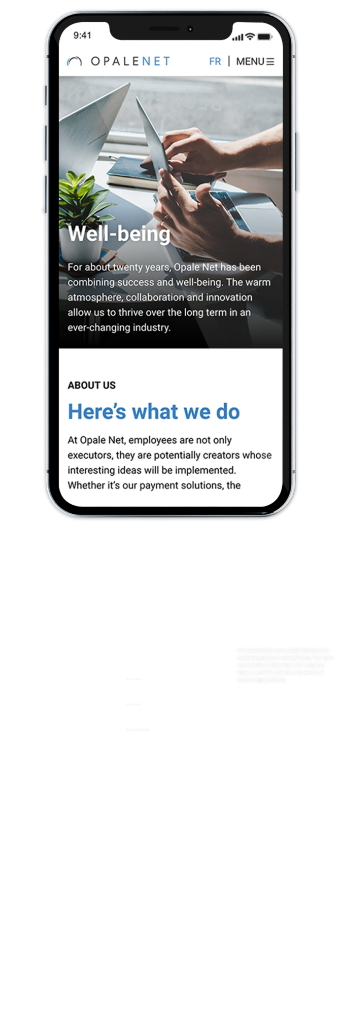 9:41
OPALENET FR | MENU
Well-being
For about twenty years, Opale Net has been
combining success and well-being. The warm
atmosphere, collaboration and innovation
allow us to thrive over the long term in an
ever-changing industry.
ABOUT US
Here's what we do
At Opale Net, employees are not only
executors, they are potentially creators whose
interesting ideas will be implemented.
Whether it's our payment solutions, the